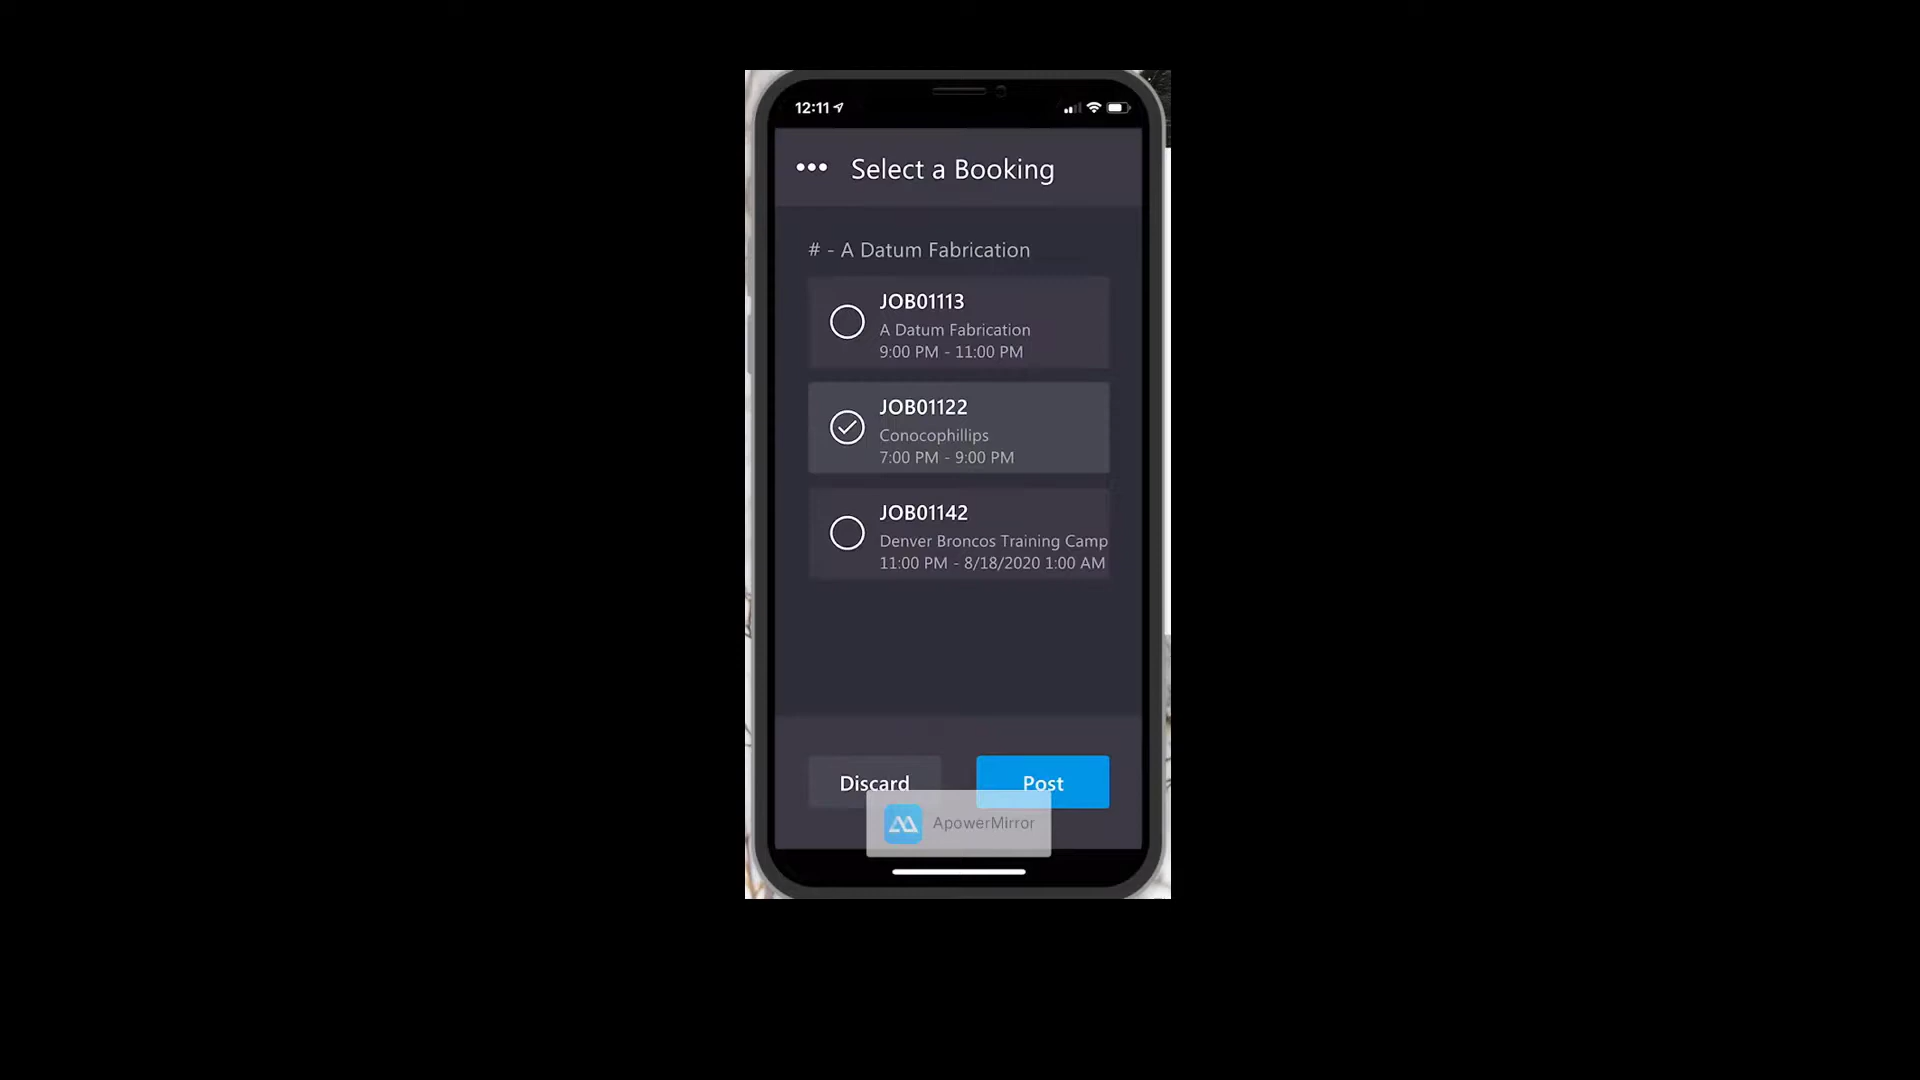 12:11
••• Select a Booking
# - A Datum Fabrication
JOB01113
A Datum Fabrication
9:00 PM - 11:00 PM
JOB01122
Conocophillips
7:00 PM - 9:00 PM
JOB01142
Denver Broncos Training Camp
11:00 PM - 8/18/2020 1:00 AM
Discard Post
ApowerMirror